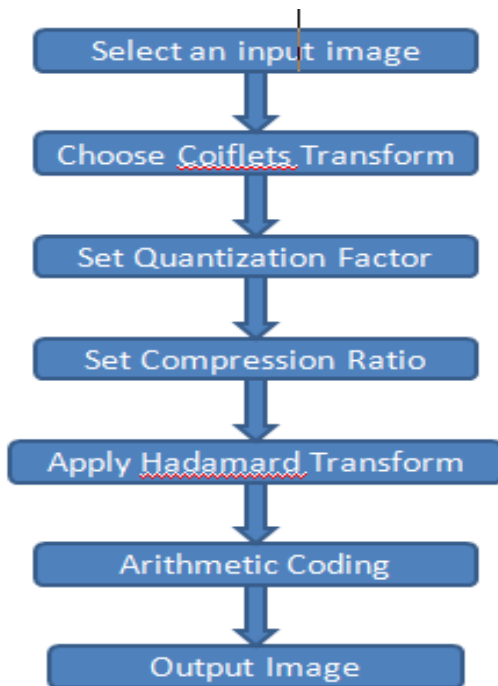 Select an input image
Choose Coiflets Transform
Set Quantization Factor
Set Compression Ratio
Apply Hadamard Transform
Arithmetic Coding
Output Image